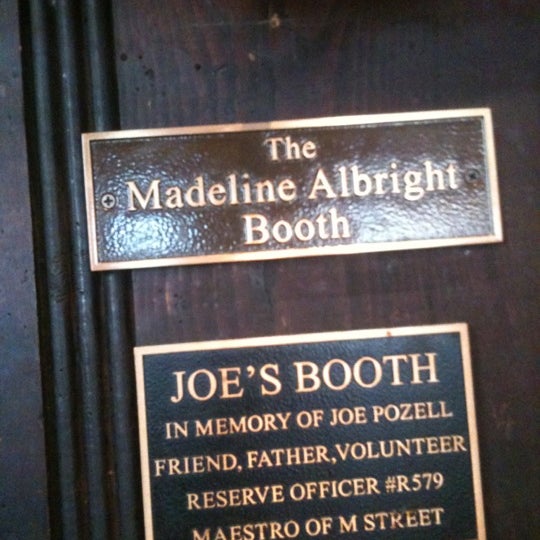 The
Madeline Albright
Booth
JOE'S BOOTH
IN MEMORY OF JOE POZELL
FRIEND, FATHER, VOLUNTEER
RESERVE OFFICER #R579
MAESTRO OF M STREET